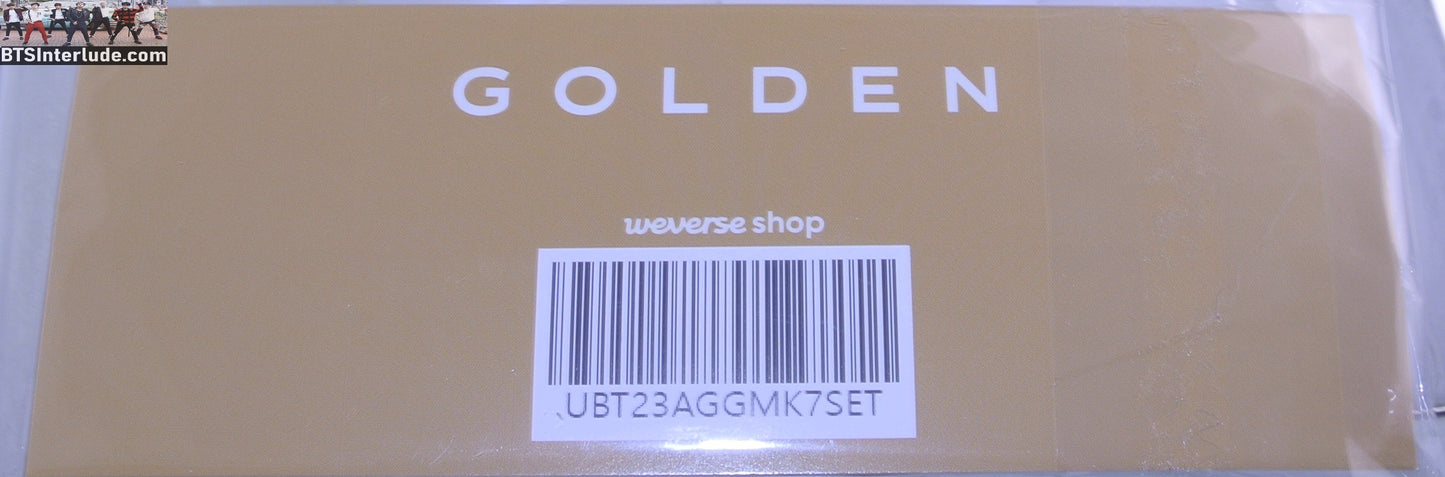 BTSInterlude.com
GOLDEN
weverse shop
UBT23AGGMK7SET